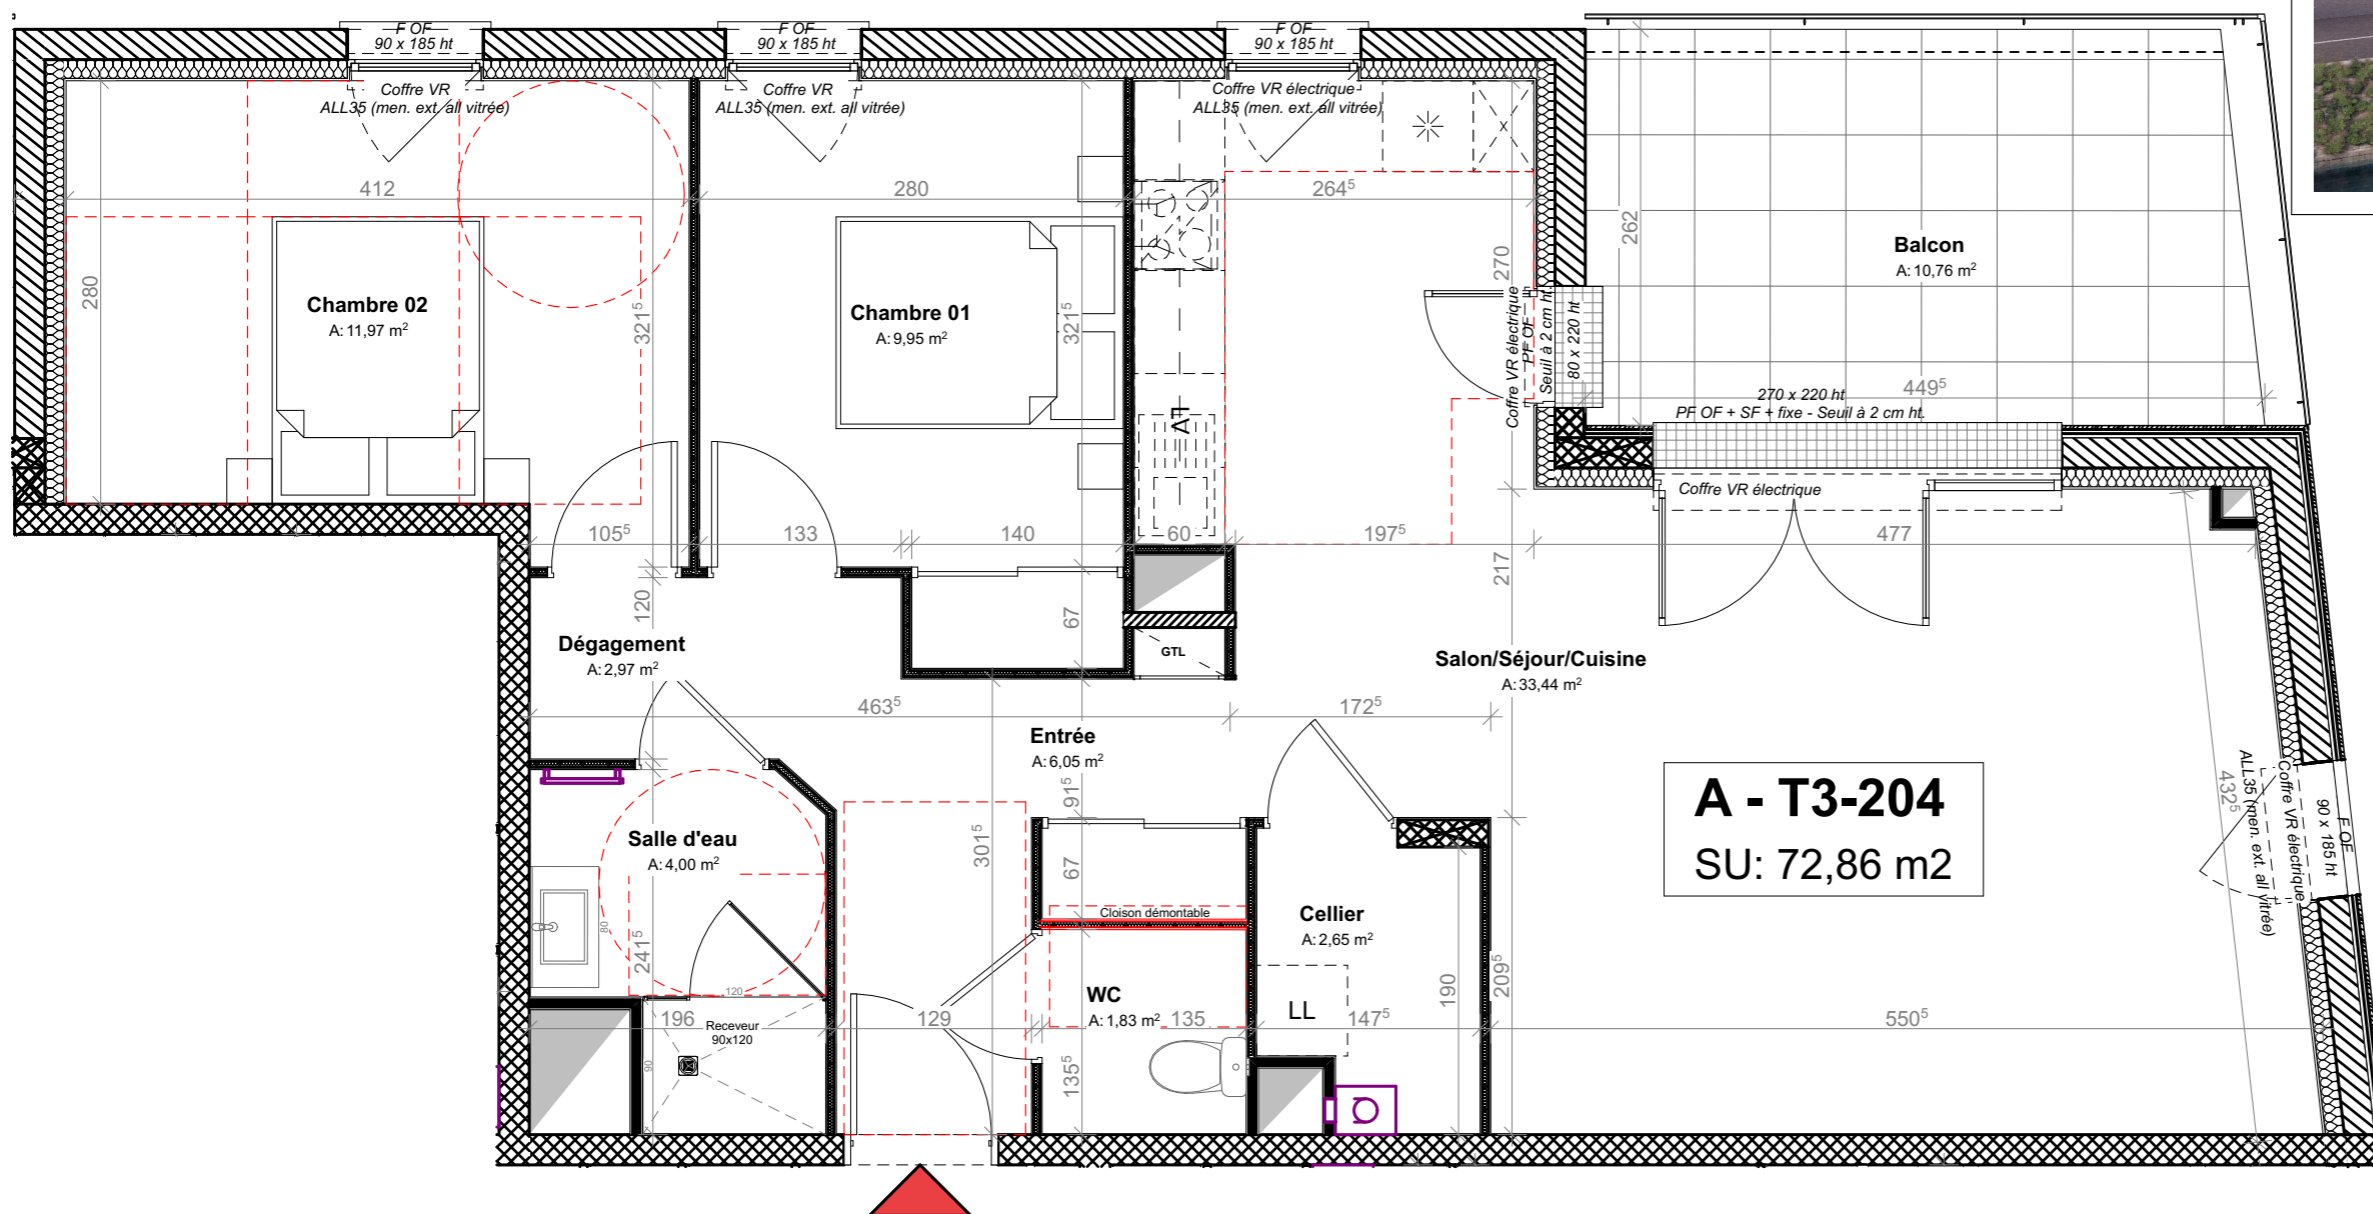 F OF
90 x 185 ht
F OF
90 x 185 ht
F OF
90 x 185 ht
Coffre VR
ALL35 (men. ext. all vitrée)
Coffre VR
ALL35 (men. ext. all vitrée)
Coffre VR électrique
ALL35 (men. ext. all vitrée)
412
280
264⁵
262
270
280
321⁵
321⁵
Chambre 02
A: 11,97 m²
Chambre 01
A: 9,95 m²
Balcon
A: 10,76 m²
Coffre VR électrique
PF OF
Seuil à 2 cm ht.
80 x 220 ht
270 x 220 ht
449⁵
PF OF + SF + fixe - Seuil à 2 cm ht.
Coffre VR électrique
LV
105⁵
133
140
60
197⁵
477
217
120
67
Dégagement
A: 2,97 m²
GTL
Salon/Séjour/Cuisine
A: 33,44 m²
463⁵
172⁵
Entrée
A: 6,05 m²
91⁵
301⁵
A - T3-204
SU: 72,86 m2
432⁵
F OF
90 x 185 ht
Coffre VR électrique
ALL35 (men. ext. all vitrée)
Salle d'eau
A: 4,00 m²
80
241⁵
67
Cloison démontable
Cellier
A: 2,65 m²
190
209⁵
120
WC
A: 1,83 m²
LL
196
Receveur
90x120
90
129
135
147⁵
550⁵
135⁵